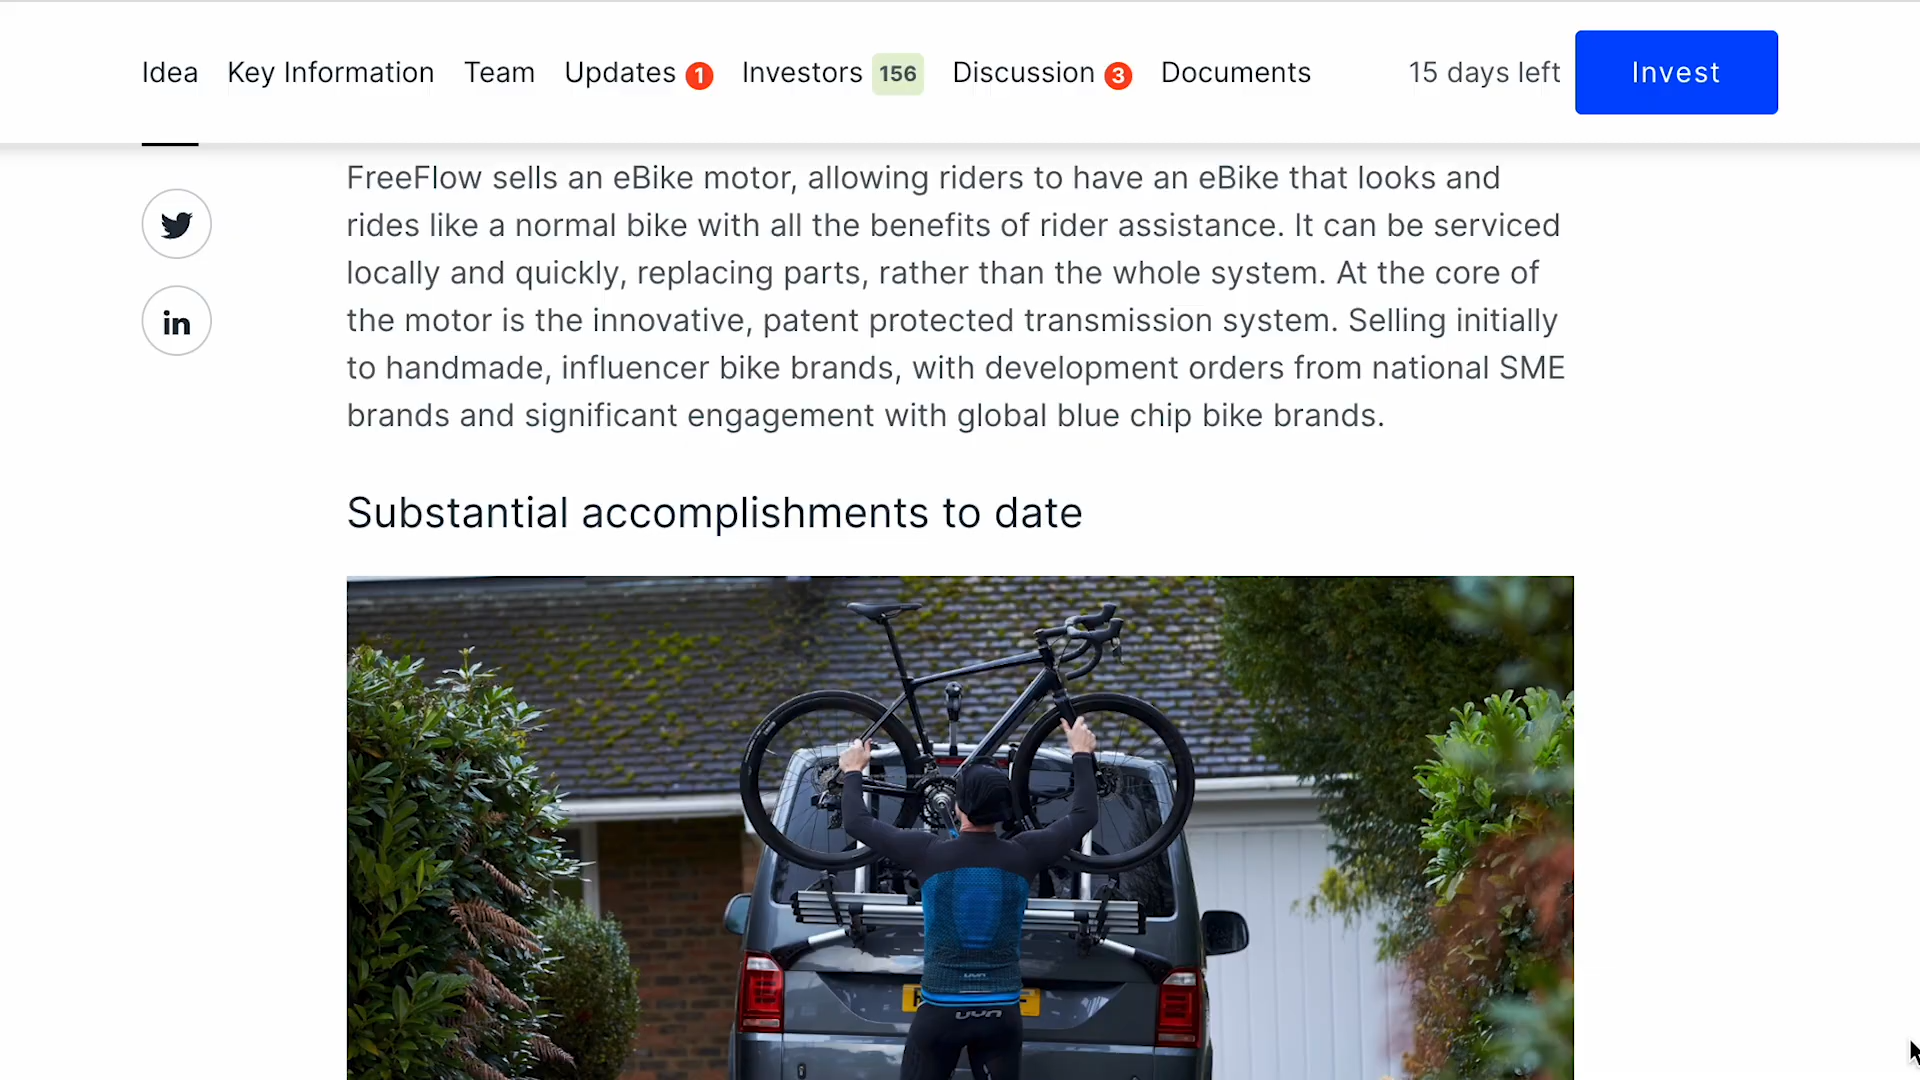 Idea Key Information Team Updates 1 Investors 156 Discussion 3 Documents 15 days left Invest
FreeFlow sells an eBike motor, allowing riders to have an eBike that looks and
rides like a normal bike with all the benefits of rider assistance. It can be serviced
locally and quickly, replacing parts, rather than the whole system. At the core of
the motor is the innovative, patent protected transmission system. Selling initially
to handmade, influencer bike brands, with development orders from national SME
brands and significant engagement with global blue chip bike brands.
in
Substantial accomplishments to date
UYN
UYN